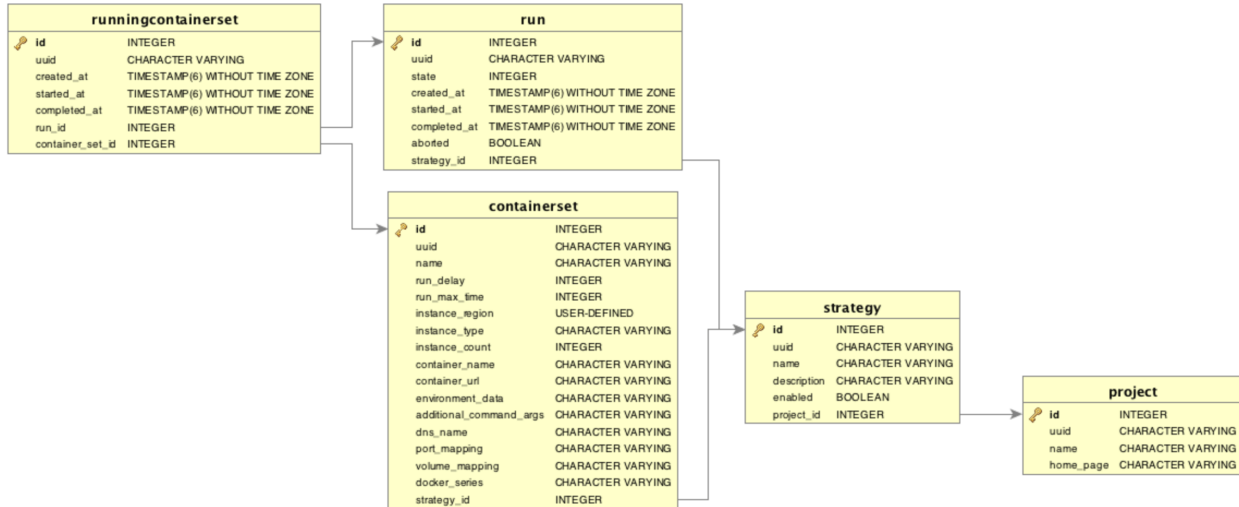 runningcontainerset
id INTEGER
uuid CHARACTER VARYING
created_at TIMESTAMP(6) WITHOUT TIME ZONE
started_at TIMESTAMP(6) WITHOUT TIME ZONE
completed_at TIMESTAMP(6) WITHOUT TIME ZONE
run_id INTEGER
container_set_id INTEGER
run
id INTEGER
uuid CHARACTER VARYING
state INTEGER
created_at TIMESTAMP(6) WITHOUT TIME ZONE
started_at TIMESTAMP(6) WITHOUT TIME ZONE
completed_at TIMESTAMP(6) WITHOUT TIME ZONE
aborted BOOLEAN
strategy_id INTEGER
containerset
id INTEGER
uuid CHARACTER VARYING
name CHARACTER VARYING
run_delay INTEGER
run_max_time INTEGER
instance_region USER-DEFINED
instance_type CHARACTER VARYING
instance_count INTEGER
container_name CHARACTER VARYING
container_url CHARACTER VARYING
environment_data CHARACTER VARYING
additional_command_args CHARACTER VARYING
dns_name CHARACTER VARYING
port_mapping CHARACTER VARYING
volume_mapping CHARACTER VARYING
docker_series CHARACTER VARYING
strategy_id INTEGER
strategy
id INTEGER
uuid CHARACTER VARYING
name CHARACTER VARYING
description CHARACTER VARYING
enabled BOOLEAN
project_id INTEGER
project
id INTEGER
uuid CHARACTER VARYING
name CHARACTER VARYING
home_page CHARACTER VARYING